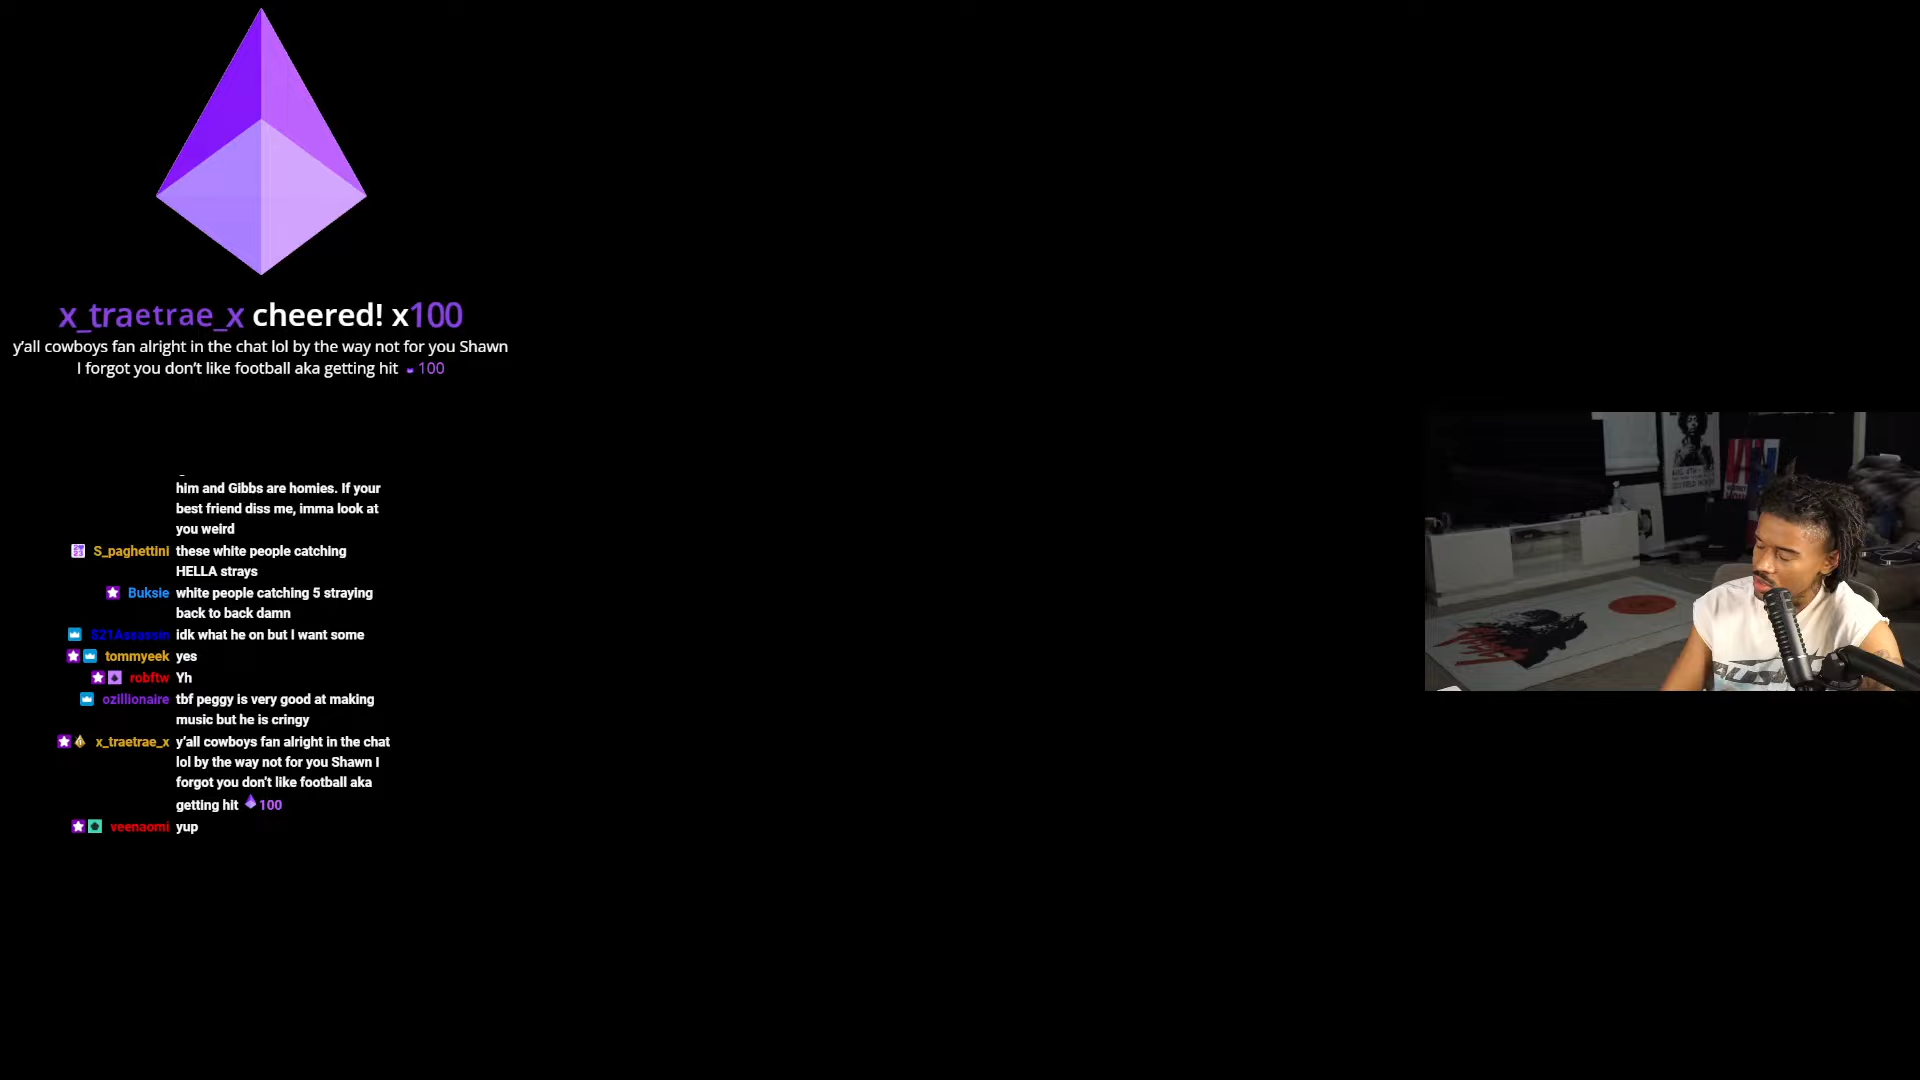 x_traetrae_x cheered! x100
y'all cowboys fan alright in the chat lol by the way not for you Shawn
I forgot you don't like football aka getting hit 100
him and Gibbs are homies. If your
best friend diss me, imma look at
you weird
S_paghettini these white people catching
HELLA strays
Buksie white people catching 5 straying
back to back damn
S21Assassin idk what he on but I want some
tommyeek yes
robftw Yh
ozillionaire tbf peggy is very good at making
music but he is cringy
x_traetrae_x y'all cowboys fan alright in the chat
lol by the way not for you Shawn I
forgot you don't like football aka
getting hit 100
veenaomi yup